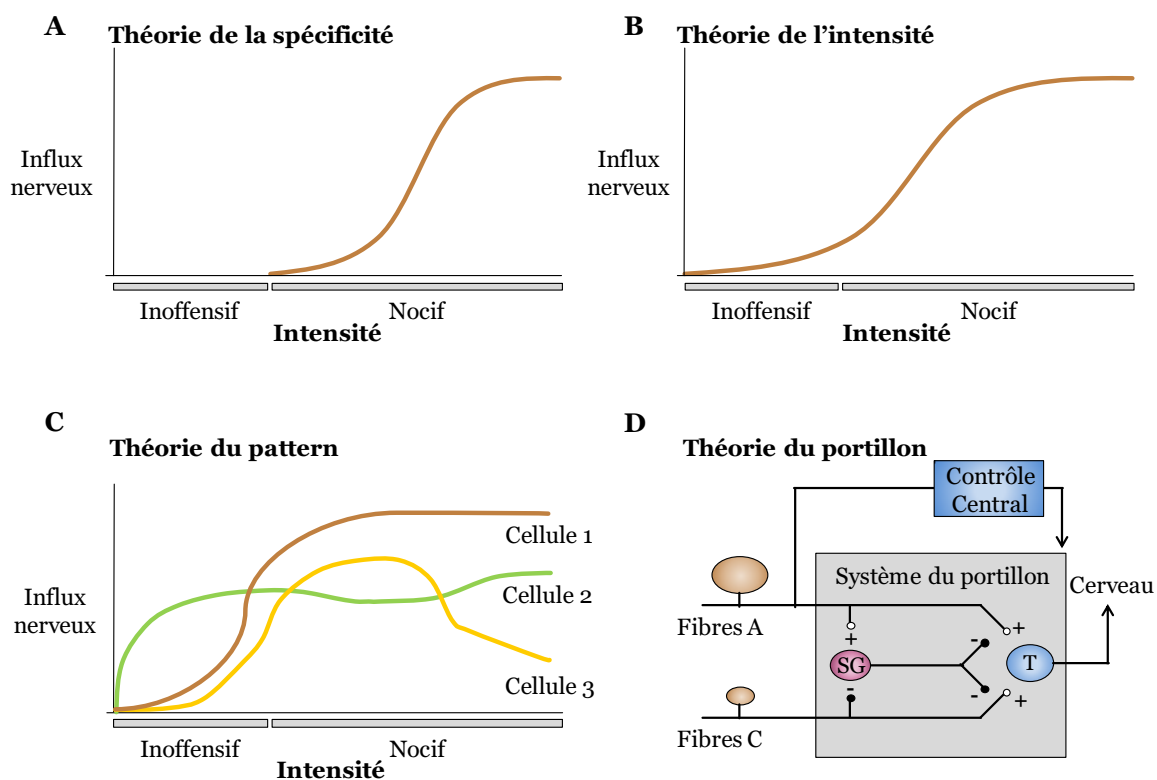 A
Théorie de la spécificité
Influx
nerveux
Inoffensif
Nocif
Intensité
B
Théorie de l’intensité
Influx
nerveux
Inoffensif
Nocif
Intensité
C
Théorie du pattern
Cellule 1
Cellule 2
Cellule 3
Influx
nerveux
Inoffensif
Nocif
Intensité
D
Théorie du portillon
Contrôle
Central
Système du portillon
Cerveau
Fibres A
+
-
+
SG
T
-
-
+
Fibres C